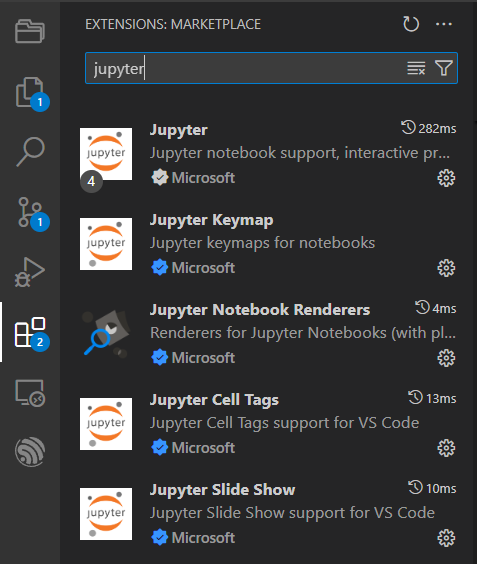 EXTENSIONS: MARKETPLACE
jupyter
1
1
2
jupyter
4
Jupyter
282ms
Jupyter notebook support, interactive pr...
Microsoft
jupyter
Jupyter Keymap
Jupyter keymaps for notebooks
Microsoft
Jupyter Notebook Renderers
4ms
Renderers for Jupyter Notebooks (with pl...
Microsoft
jupyter
Jupyter Cell Tags
13ms
Jupyter Cell Tags support for VS Code
Microsoft
jupyter
Jupyter Slide Show
10ms
Jupyter Slide Show support for VS Code
Microsoft